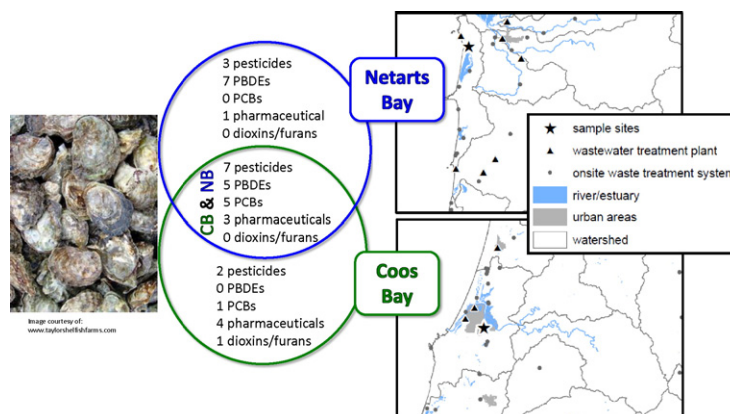 3 pesticides
7 PBDEs
0 PCBs
1 pharmaceutical
0 dioxins/furans
Netarts
Bay
CB & NB
7 pesticides
5 PBDEs
5 PCBs
3 pharmaceuticals
0 dioxins/furans
2 pesticides
0 PBDEs
1 PCBs
4 pharmaceuticals
1 dioxins/furans
Coos
Bay
sample sites
wastewater treatment plant
onsite waste treatment system
river/estuary
urban areas
watershed
Image courtesy of:
www.taylorshellfishfarms.com